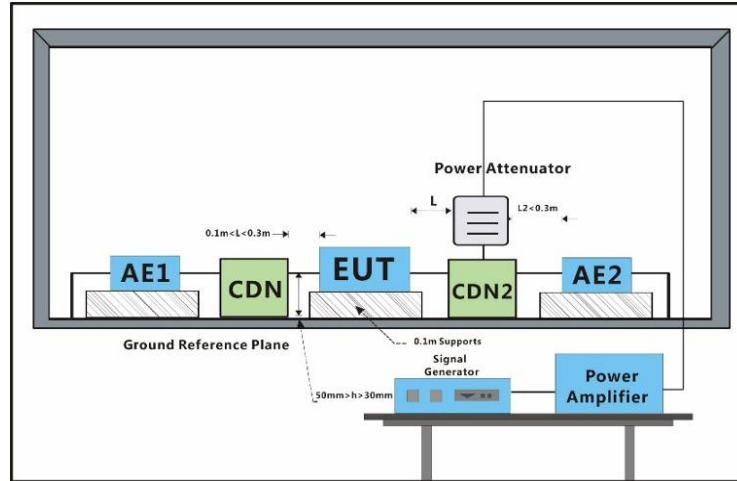 Power Attenuator
L
L2<0.3m
0.1m<L<0.3m
AE1
CDN
EUT
CDN2
AE2
Ground Reference Plane
0.1m Supports
50mm>h>30mm
Signal
Generator
Power
Amplifier